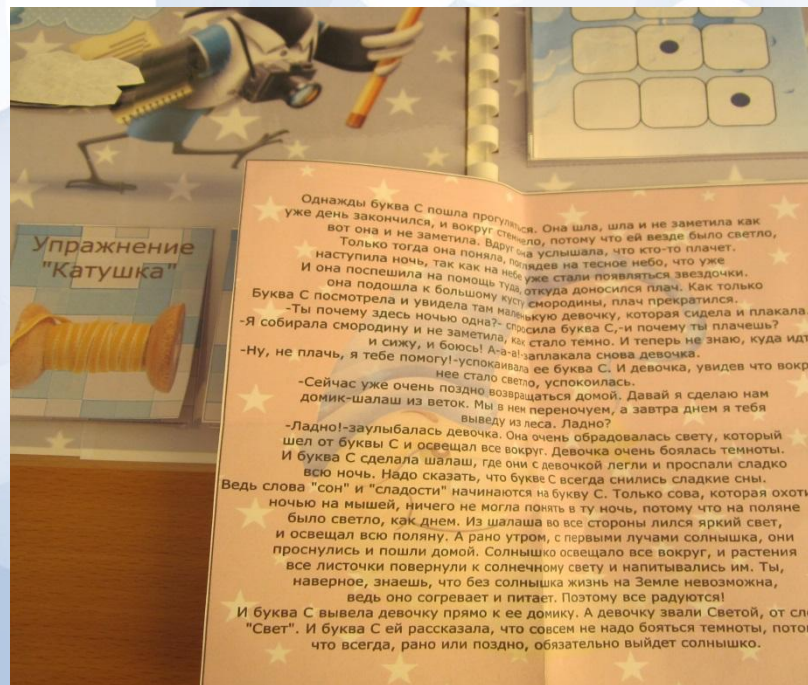 Упражнение
"Катушка"
Однажды буква С пошла прогуляться. Она шла, шла и не заметила как
уже день закончился, и вокруг стемнело, потому что ей везде было светло,
вот она и не заметила. Вдруг она услышала, что кто-то плачет.
Только тогда она поняла, поглядев на тесное небо, что уже
наступила ночь, так как на небе уже стали появляться звездочки.
И она поспешила на помощь туда, откуда доносился плач. Как только
она подошла к большому кусту смородины, плач прекратился.
Буква С посмотрела и увидела там маленькую девочку, которая сидела и плакала.
-Ты почему здесь ночью одна?- спросила буква С,-и почему ты плачешь?
-Я собирала смородину и не заметила, как стало темно. И теперь не знаю, куда идт
и сижу, и боюсь! А-а-а!-заплакала снова девочка.
-Ну, не плачь, я тебе помогу!-успокаивала ее буква С. И девочка, увидев что вокр
нее стало светло, успокоилась.
-Сейчас уже очень поздно возвращаться домой. Давай я сделаю нам
домик-шалаш из веток. Мы в нем переночуем, а завтра днем я тебя
выведу из леса. Ладно?
-Ладно!-заулыбалась девочка. Она очень обрадовалась свету, который
шел от буквы С и освещал все вокруг. Девочка очень боялась темноты.
И буква С сделала шалаш, где они с девочкой легли и проспали сладко
всю ночь. Надо сказать, что букве С всегда снились сладкие сны.
Ведь слова "сон" и "сладости" начинаются на букву С. Только сова, которая охоти
ночью на мышей, ничего не могла понять в ту ночь, потому что на поляне
было светло, как днем. Из шалаша во все стороны лился яркий свет,
и освещал всю поляну. А рано утром, с первыми лучами солнышка, они
проснулись и пошли домой. Солнышко освещало все вокруг, и растения
все листочки повернули к солнечному свету и напитывались им. Ты,
наверное, знаешь, что без солнышка жизнь на Земле невозможна,
ведь оно согревает и питает. Поэтому все радуются!
И буква С вывела девочку прямо к ее домику. А девочку звали Светой, от сл
"Свет". И буква С ей рассказала, что совсем не надо бояться темноты, пото
что всегда, рано или поздно, обязательно выйдет солнышко.